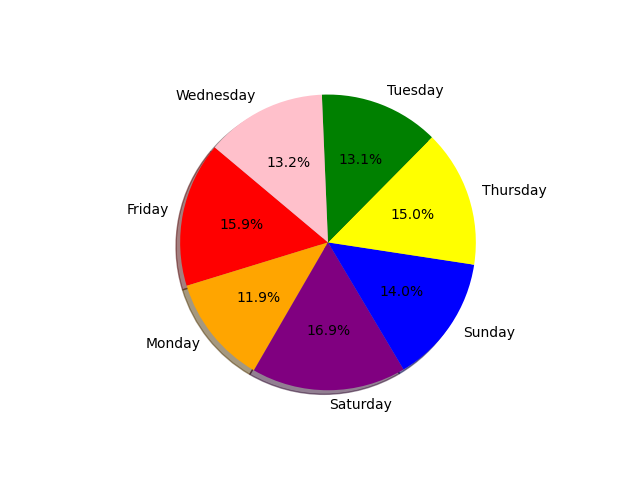 Tuesday
Wednesday
13.1%
13.2%
Thursday
Friday
15.0%
15.9%
14.0%
11.9%
16.9%
Sunday
Monday
Saturday